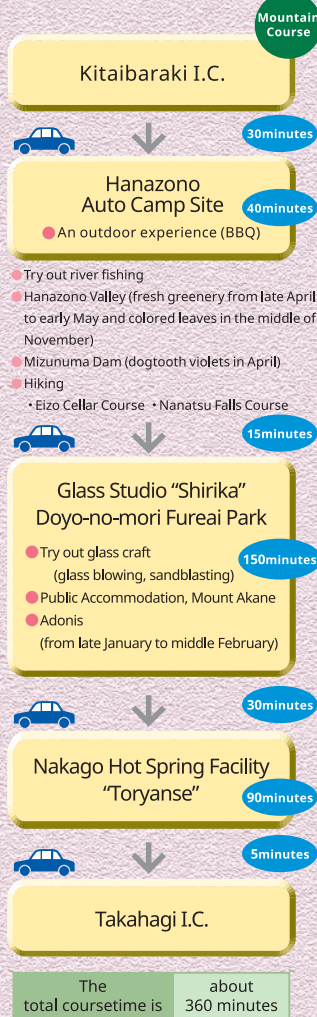 Mountain
Course
Kitaibaraki I.C.
30minutes
Hanazono
Auto Camp Site
40minutes
●An outdoor experience (BBQ)
●Try out river fishing
●Hanazono Valley (fresh greenery from late April
to early May and colored leaves in the middle of
November)
●Mizunuma Dam (dogtooth violets in April)
●Hiking
・Eizo Cellar Course ・Nanatsu Falls Course
15minutes
Glass Studio “Shirika”
Doyo-no-mori Fureai Park
●Try out glass craft
(glass blowing, sandblasting)
150minutes
●Public Accommodation, Mount Akane
●Adonis
(from late January to middle February)
30minutes
Nakago Hot Spring Facility
“Toryanse”
90minutes
5minutes
Takahagi I.C.
The
total coursetime is
about
360 minutes